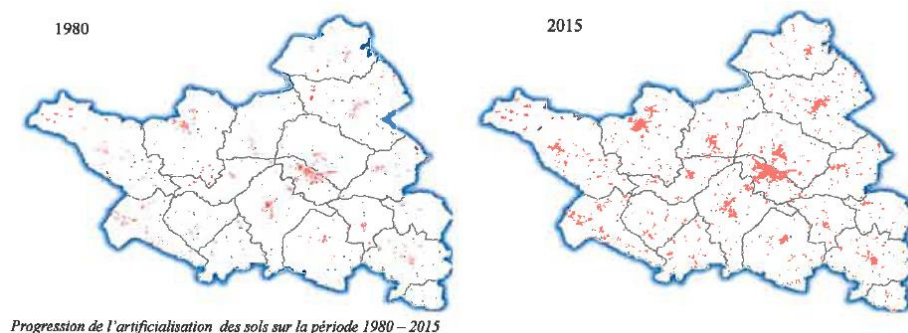 1980
2015
Progression de l'artificialisation des sols sur la période 1980 – 2015